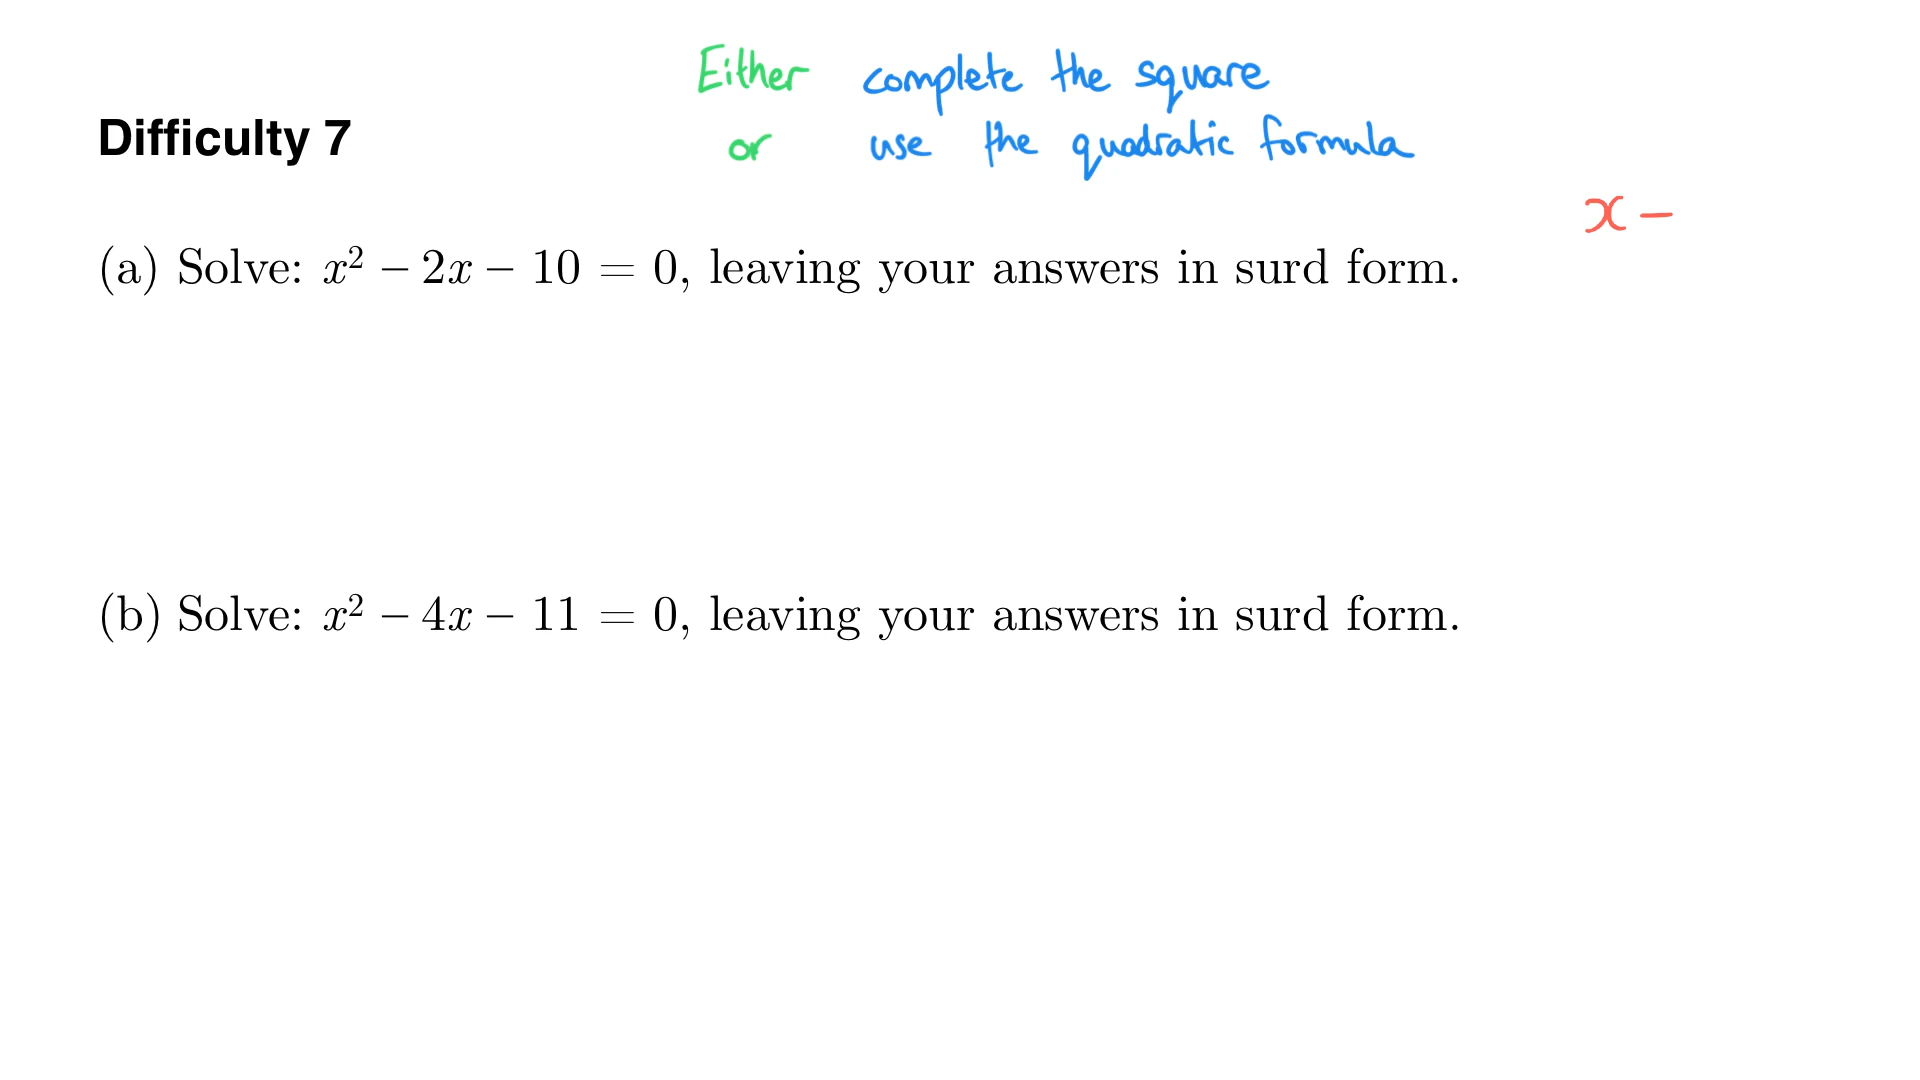 Either complete the square
Difficulty 7
or use the quadratic formula
x −
(a) Solve: x² − 2x − 10 = 0, leaving your answers in surd form.
(b) Solve: x² − 4x − 11 = 0, leaving your answers in surd form.